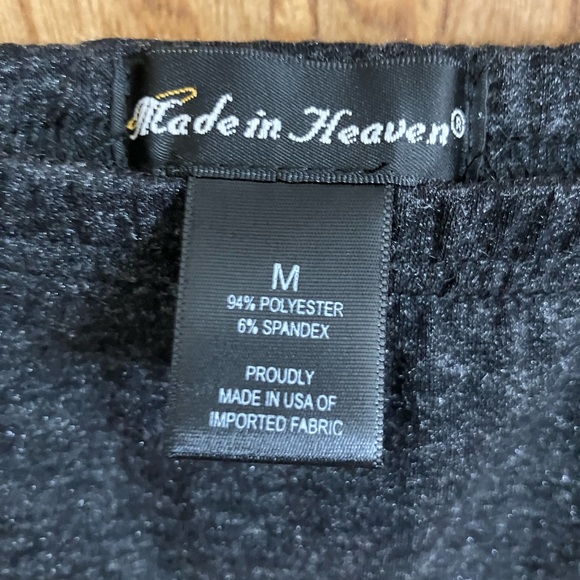 Made in Heaven®
M
94% POLYESTER
6% SPANDEX
PROUDLY
MADE IN USA OF
IMPORTED FABRIC